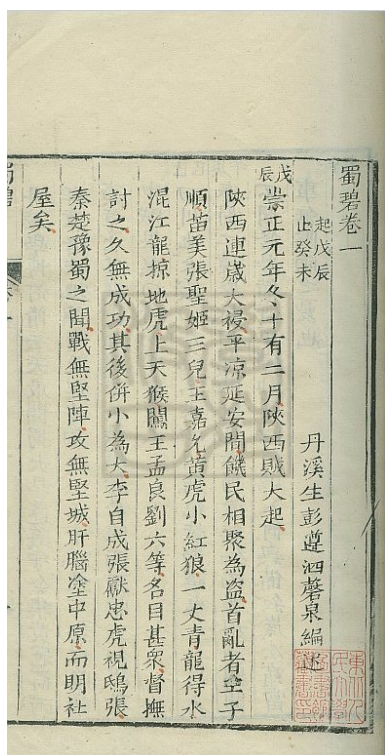 蜀碧卷一
起戊辰
止癸未
丹溪生彭遵泗磬泉編述
戊辰崇正元年冬十有二月陝西賊大起
陝西連歲大祲平涼延安間饑民相聚為盜首亂者
子
順苗美張聖姬三兒王嘉
黃虎小紅狼一丈青龍得水
混江龍掠地虎上天猴闖王孟良劉六等名目甚衆督撫
討之久無成功其後併小為大李自成張獻忠虎視鴟張
秦楚豫蜀之間戰無堅陣攻無堅城肝腦塗中原而明社
屋矣
蜀碧